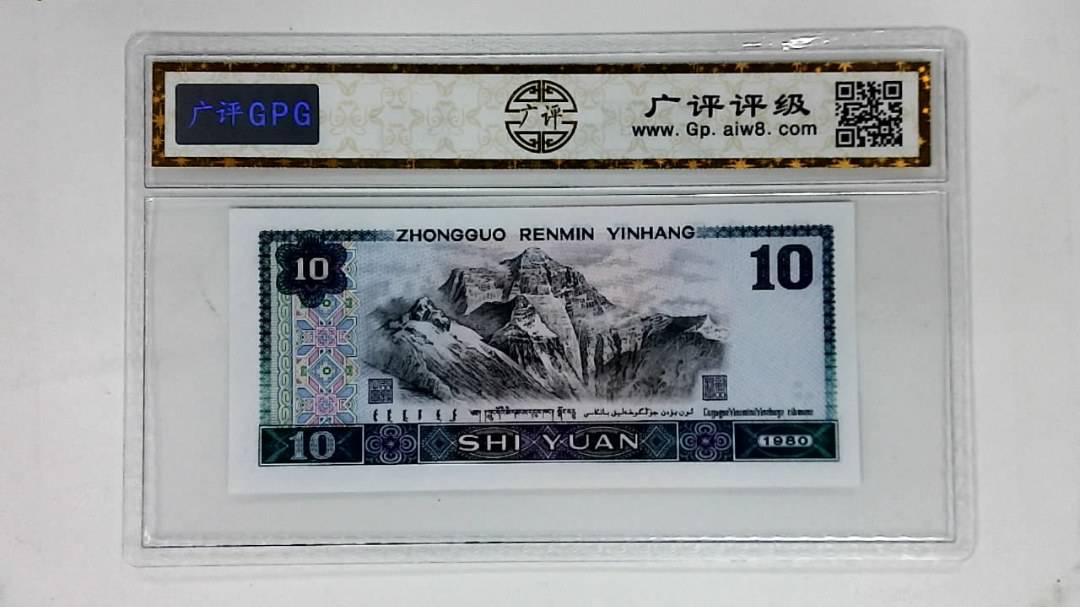 广评GPG
广评
广评评级
www.Gp.aiw8.com
ZHONGGUO RENMIN YINHANG
10
10
10
SHI YUAN
1980